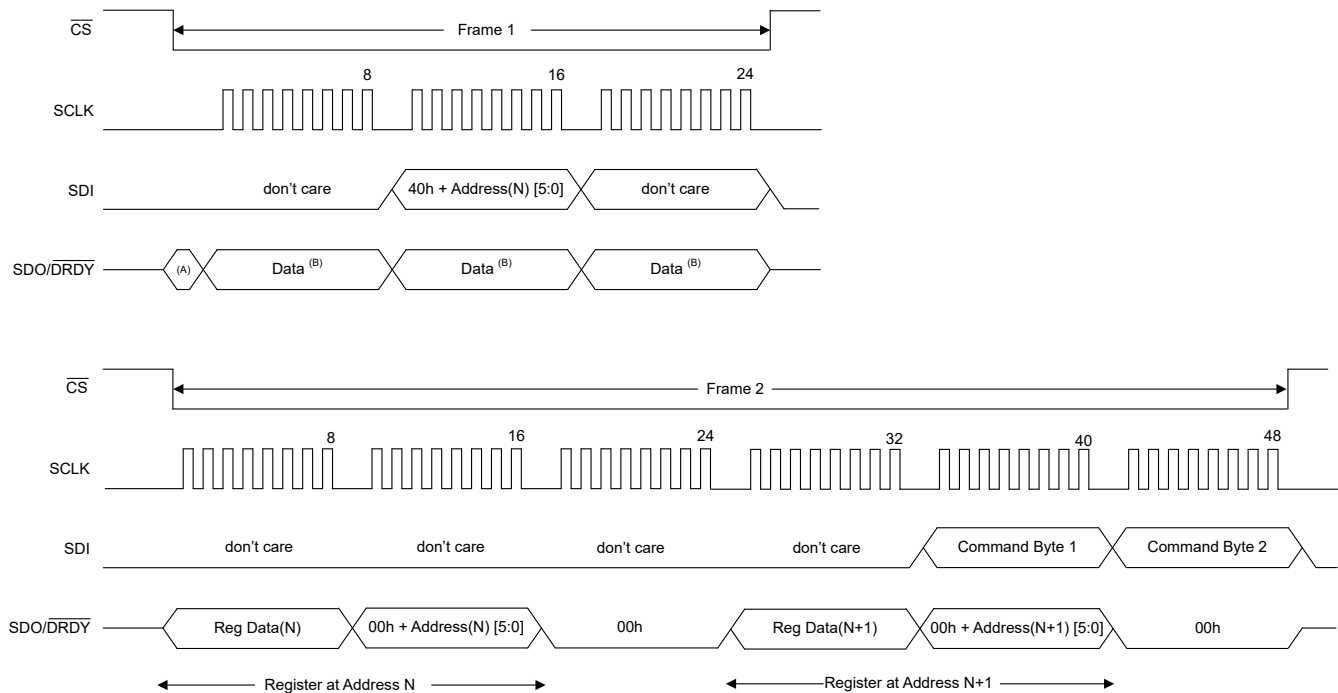 CS
Frame 1
8
16
24
SCLK
SDI
don't care
40h + Address(N) [5:0]
don't care
SDO/DRDY
(A)
Data (B)
Data (B)
Data (B)
CS
Frame 2
8
16
24
32
40
48
SCLK
SDI
don't care
don't care
don't care
don't care
Command Byte 1
Command Byte 2
SDO/DRDY
Reg Data(N)
00h + Address(N) [5:0]
00h
Reg Data(N+1)
00h + Address(N+1) [5:0]
00h
Register at Address N
Register at Address N+1